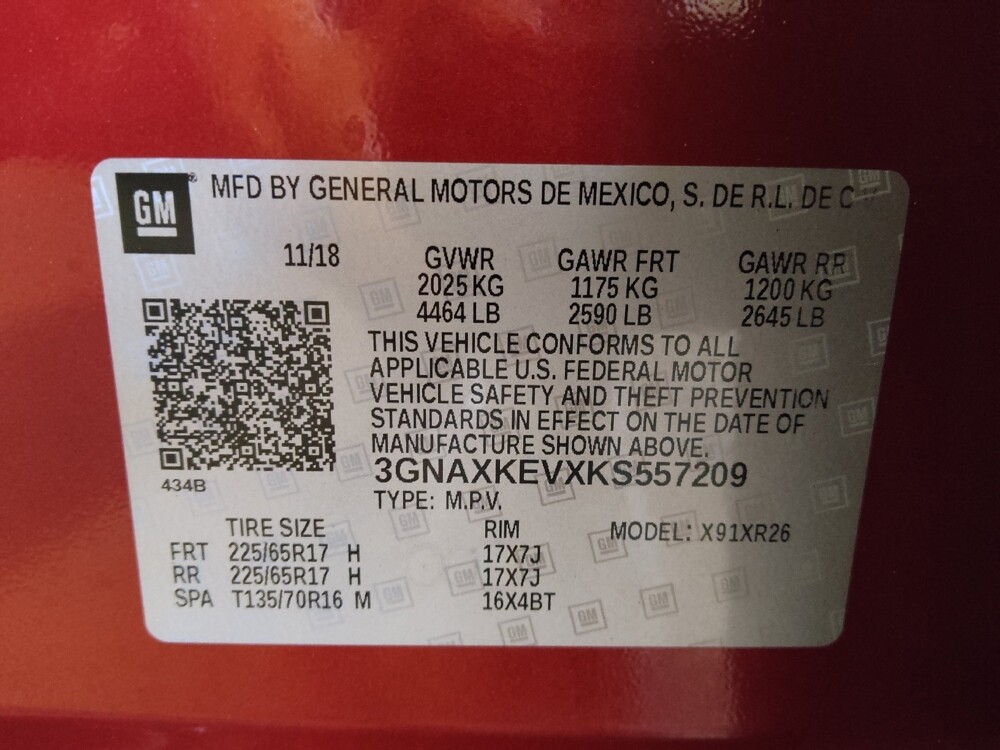 GM
MFD BY GENERAL MOTORS DE MEXICO, S. DE R.L. DE C
11/18 GVWR GAWR FRT GAWR RR
2025 KG 1175 KG 1200 KG
4464 LB 2590 LB 2645 LB
THIS VEHICLE CONFORMS TO ALL
APPLICABLE U.S. FEDERAL MOTOR
VEHICLE SAFETY AND THEFT PREVENTION
STANDARDS IN EFFECT ON THE DATE OF
MANUFACTURE SHOWN ABOVE.
3GNAXKEVXKS557209
434B
TYPE: M.P.V.
TIRE SIZE RIM MODEL: X91XR26
FRT 225/65R17 H 17X7J
RR 225/65R17 H 17X7J
SPA T135/70R16 M 16X4BT